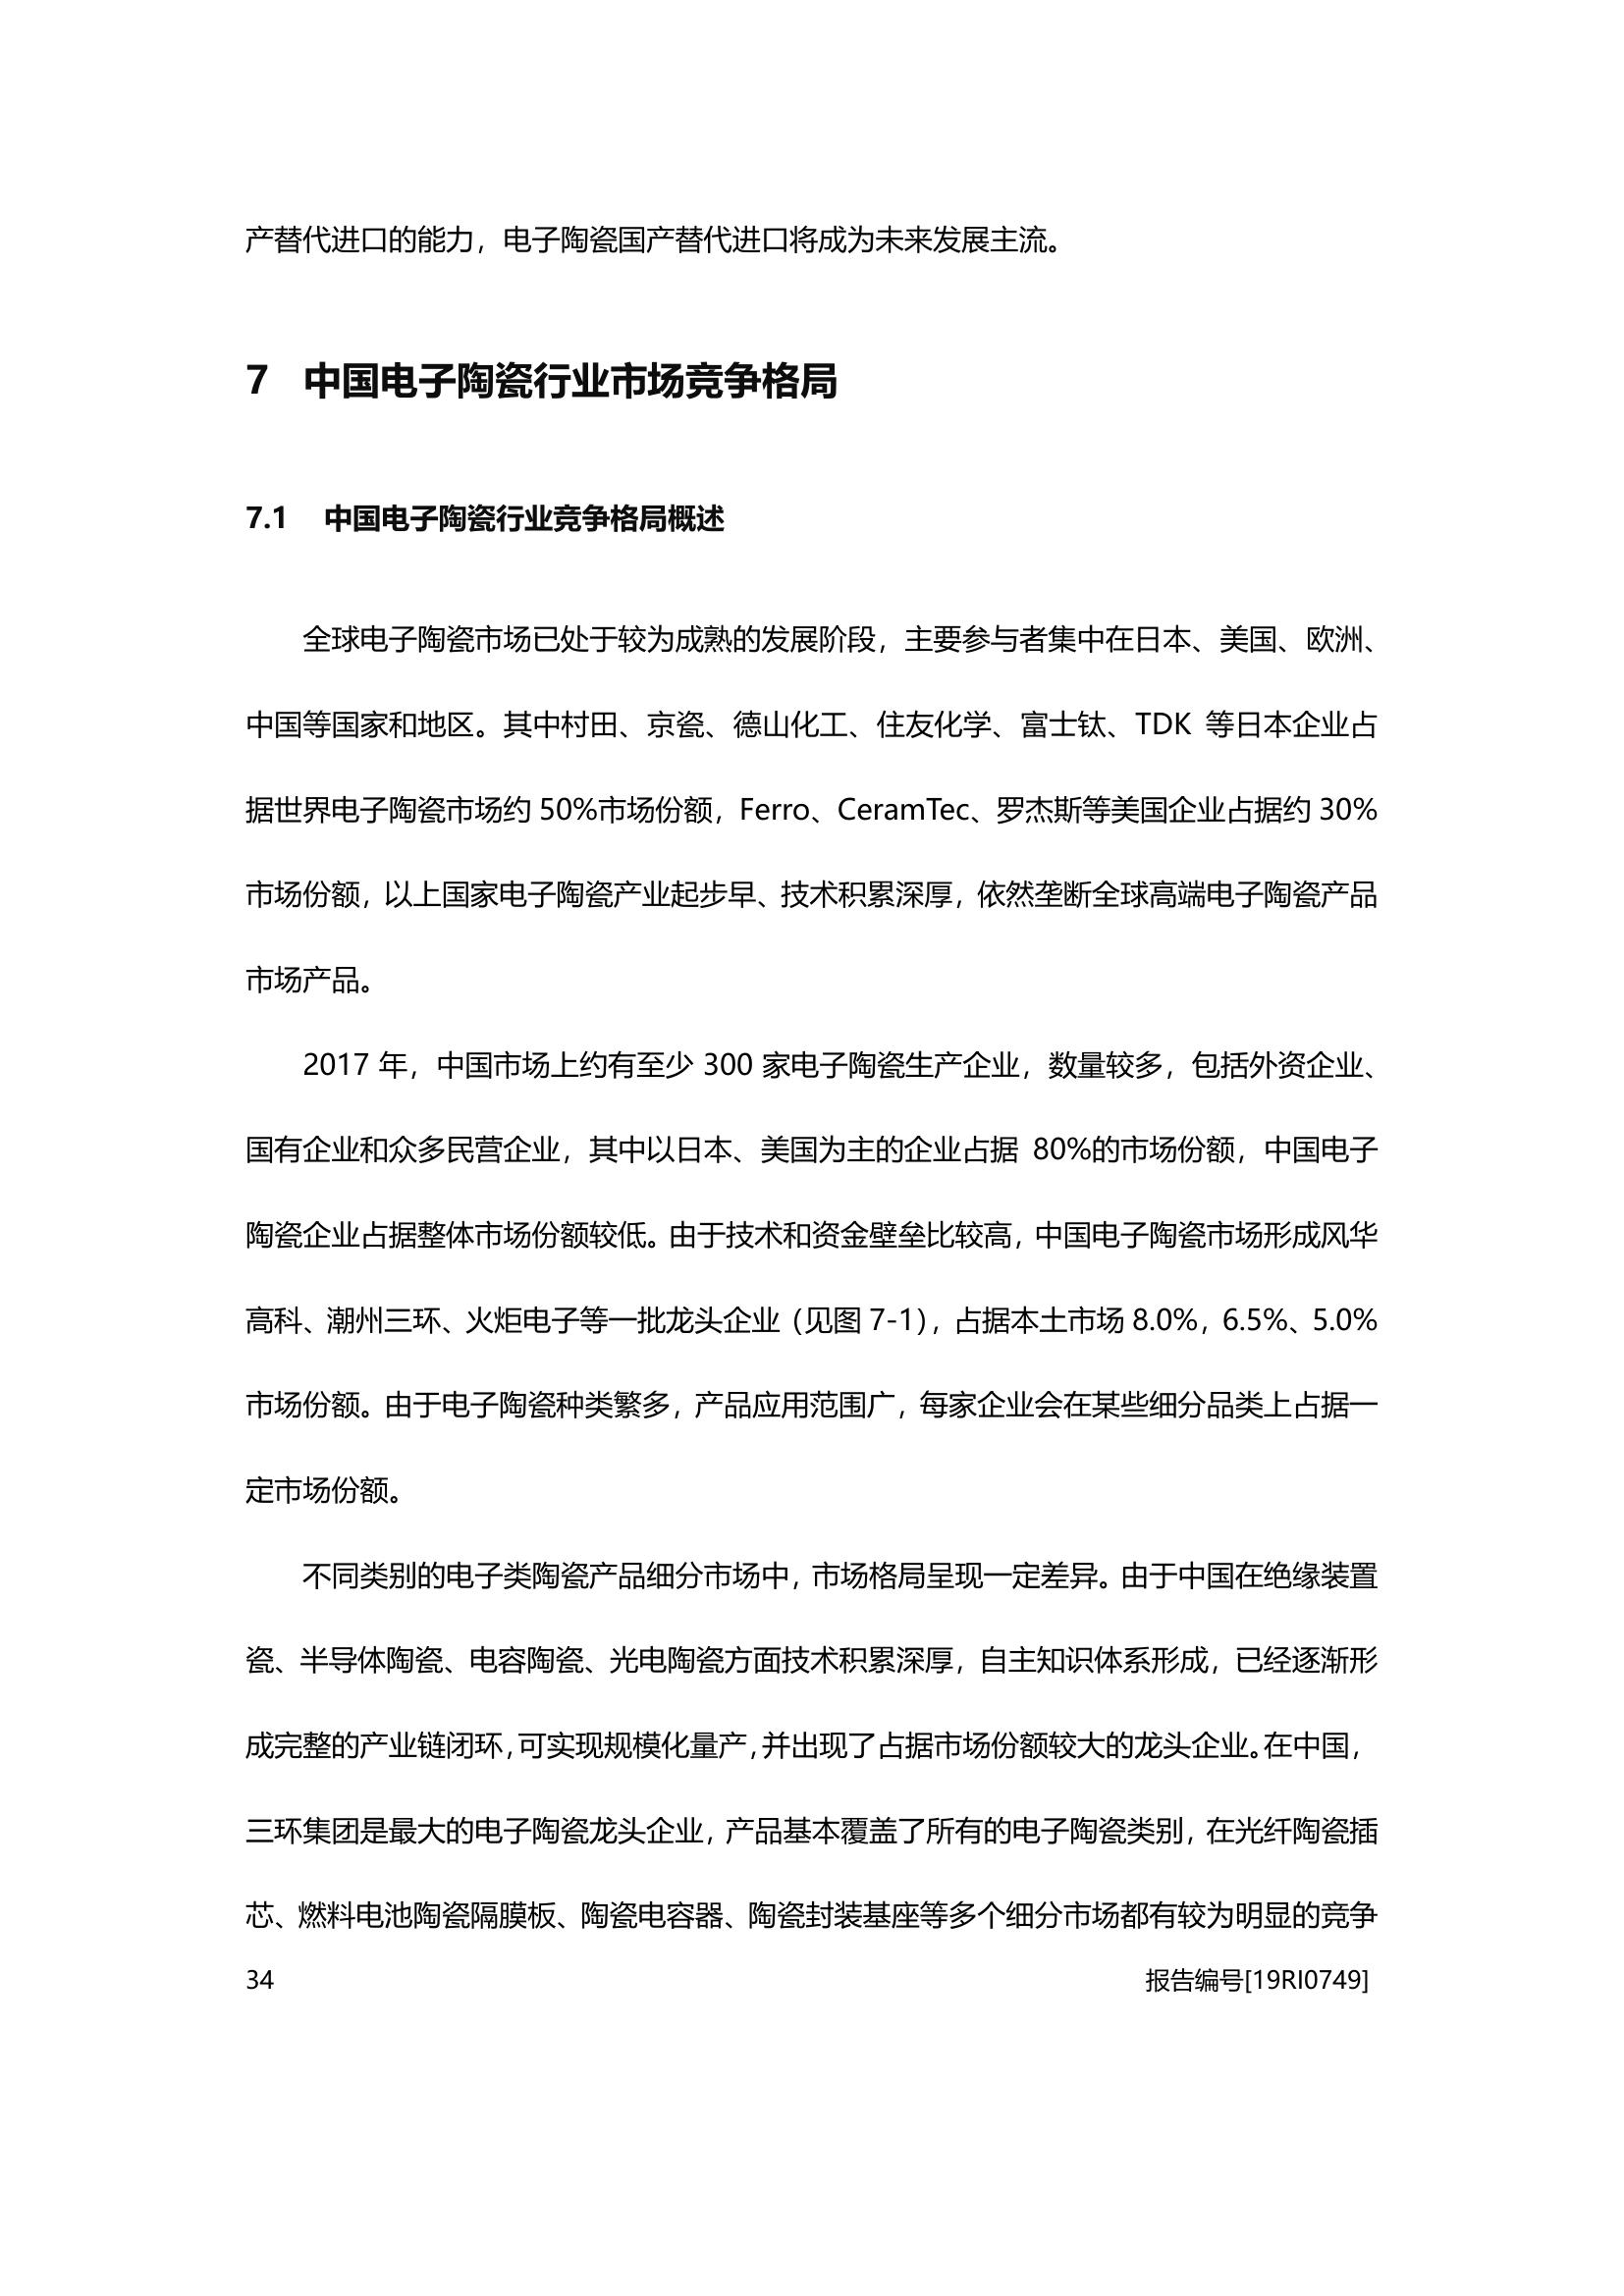 产替代进口的能力，电子陶瓷国产替代进口将成为未来发展主流。
7 中国电子陶瓷行业市场竞争格局
7.1 中国电子陶瓷行业竞争格局概述
全球电子陶瓷市场已处于较为成熟的发展阶段，主要参与者集中在日本、美国、欧洲、
中国等国家和地区。其中村田、京瓷、德山化工、住友化学、富士钛、TDK 等日本企业占
据世界电子陶瓷市场约 50%市场份额，Ferro、CeramTec、罗杰斯等美国企业占据约 30%
市场份额，以上国家电子陶瓷产业起步早、技术积累深厚，依然垄断全球高端电子陶瓷产品
市场产品。
2017 年，中国市场上约有至少 300 家电子陶瓷生产企业，数量较多，包括外资企业、
国有企业和众多民营企业，其中以日本、美国为主的企业占据 80%的市场份额，中国电子
陶瓷企业占据整体市场份额较低。由于技术和资金壁垒比较高，中国电子陶瓷市场形成风华
高科、潮州三环、火炬电子等一批龙头企业（见图 7-1），占据本土市场 8.0%，6.5%、5.0%
市场份额。由于电子陶瓷种类繁多，产品应用范围广，每家企业会在某些细分品类上占据一
定市场份额。
不同类别的电子类陶瓷产品细分市场中，市场格局呈现一定差异。由于中国在绝缘装置
瓷、半导体陶瓷、电容陶瓷、光电陶瓷方面技术积累深厚，自主知识体系形成，已经逐渐形
成完整的产业链闭环，可实现规模化量产，并出现了占据市场份额较大的龙头企业。在中国，
三环集团是最大的电子陶瓷龙头企业，产品基本覆盖了所有的电子陶瓷类别，在光纤陶瓷插
芯、燃料电池陶瓷隔膜板、陶瓷电容器、陶瓷封装基座等多个细分市场都有较为明显的竞争
34 报告编号[19RI0749]